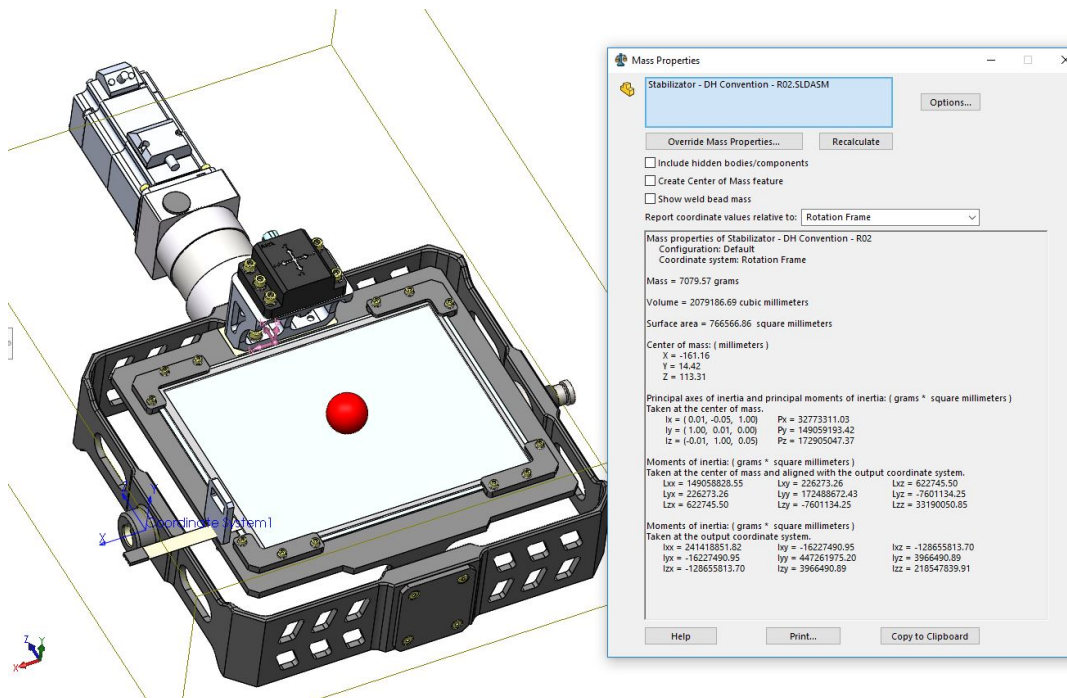 Mass Properties
Stabilizator - DH Convention - R02.SLDASM
Options...
Override Mass Properties...
Recalculate
Include hidden bodies/components
Create Center of Mass feature
Show weld bead mass
Report coordinate values relative to: Rotation Frame
Mass properties of Stabilizator - DH Convention - R02
Configuration: Default
Coordinate system: Rotation Frame
Mass = 7079.57 grams
Volume = 2079186.69 cubic millimeters
Surface area = 766566.86 square millimeters
Center of mass: ( millimeters )
X = -161.16
Y = 14.42
Z = 113.31
Principal axes of inertia and principal moments of inertia: ( grams * square millimeters )
Taken at the center of mass.
Ix = ( 0.01, -0.05, 1.00) Px = 32773311.03
Iy = ( 1.00, 0.01, 0.00) Py = 149059193.42
Iz = (-0.01, 1.00, 0.05) Pz = 172905047.37
Moments of inertia: ( grams * square millimeters )
Taken at the center of mass and aligned with the output coordinate system.
Lxx = 149058828.55 Lxy = 226273.26 Lxz = 622745.50
Lyx = 226273.26 Lyy = 172488672.43 Lyz = -7601134.25
Lzx = 622745.50 Lzy = -7601134.25 Lzz = 33190050.85
Moments of inertia: ( grams * square millimeters )
Taken at the output coordinate system.
Ixx = 241418851.82 Ixy = -16227490.95 Ixz = -128655813.70
Iyx = -16227490.95 Iyy = 447261975.20 Iyz = 3966490.89
Izx = -128655813.70 Izy = 3966490.89 Izz = 218547839.91
Help
Print...
Copy to Clipboard
Coordinate System1
X
Y
Z
Y
X